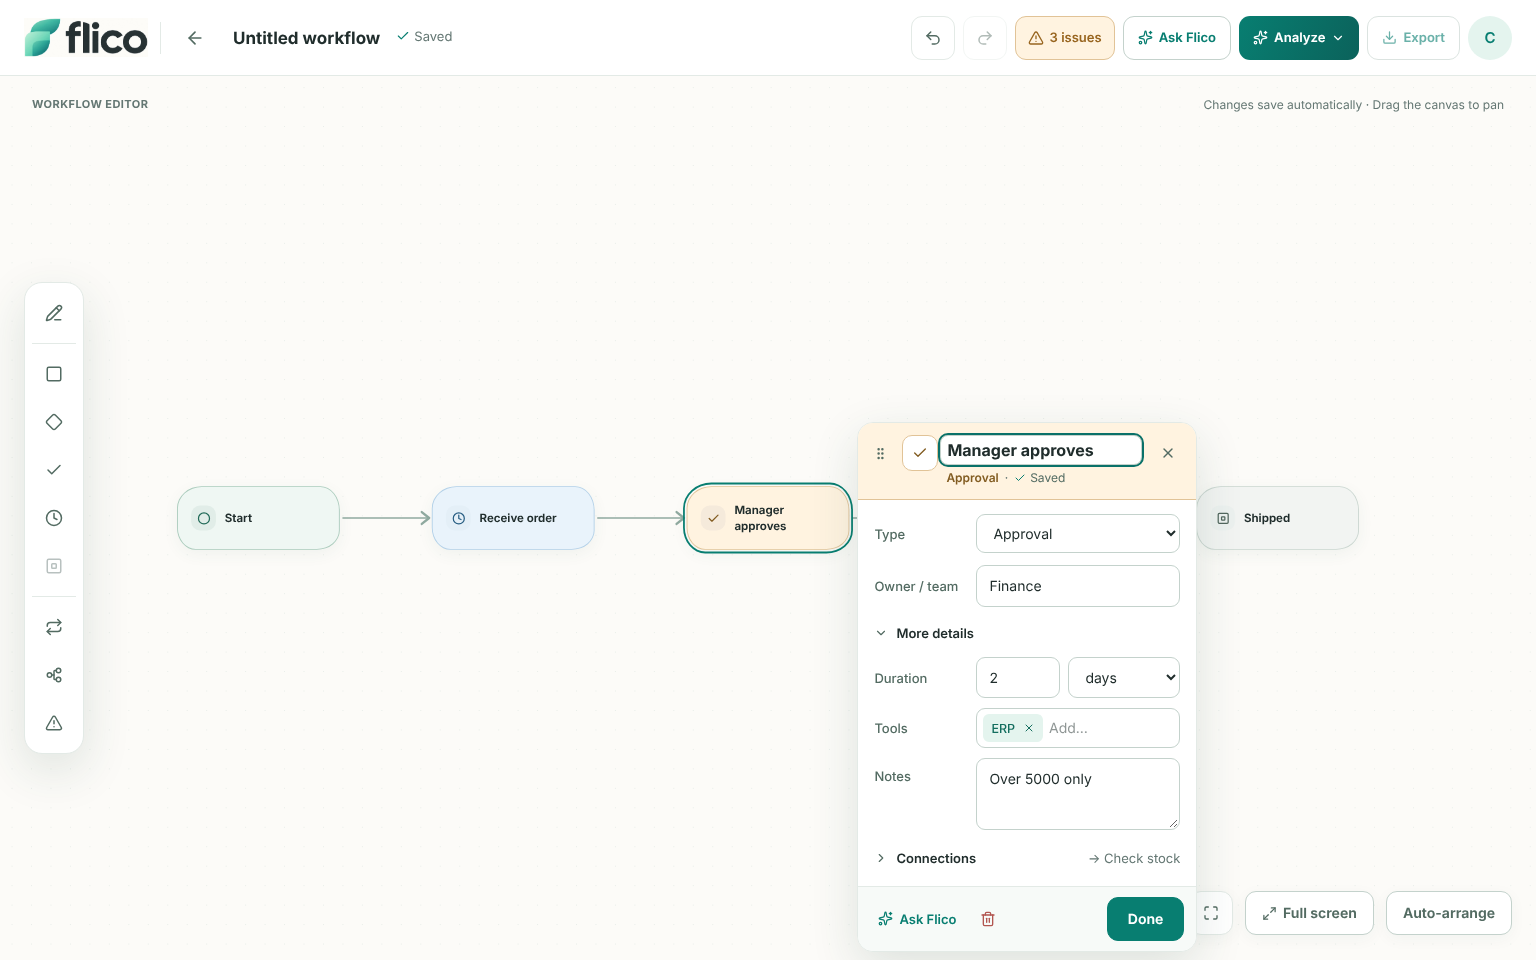 flico
Untitled workflow
Saved
3 issues
Ask Flico
Analyze
Export
C
WORKFLOW EDITOR
Changes save automatically · Drag the canvas to pan
Start
Receive order
Manager
approves
Shipped
Manager approves
Approval · Saved
Type
Approval
Owner / team
Finance
More details
Duration
2
days
Tools
ERP
Add...
Notes
Over 5000 only
Connections
→ Check stock
Ask Flico
Done
Full screen
Auto-arrange